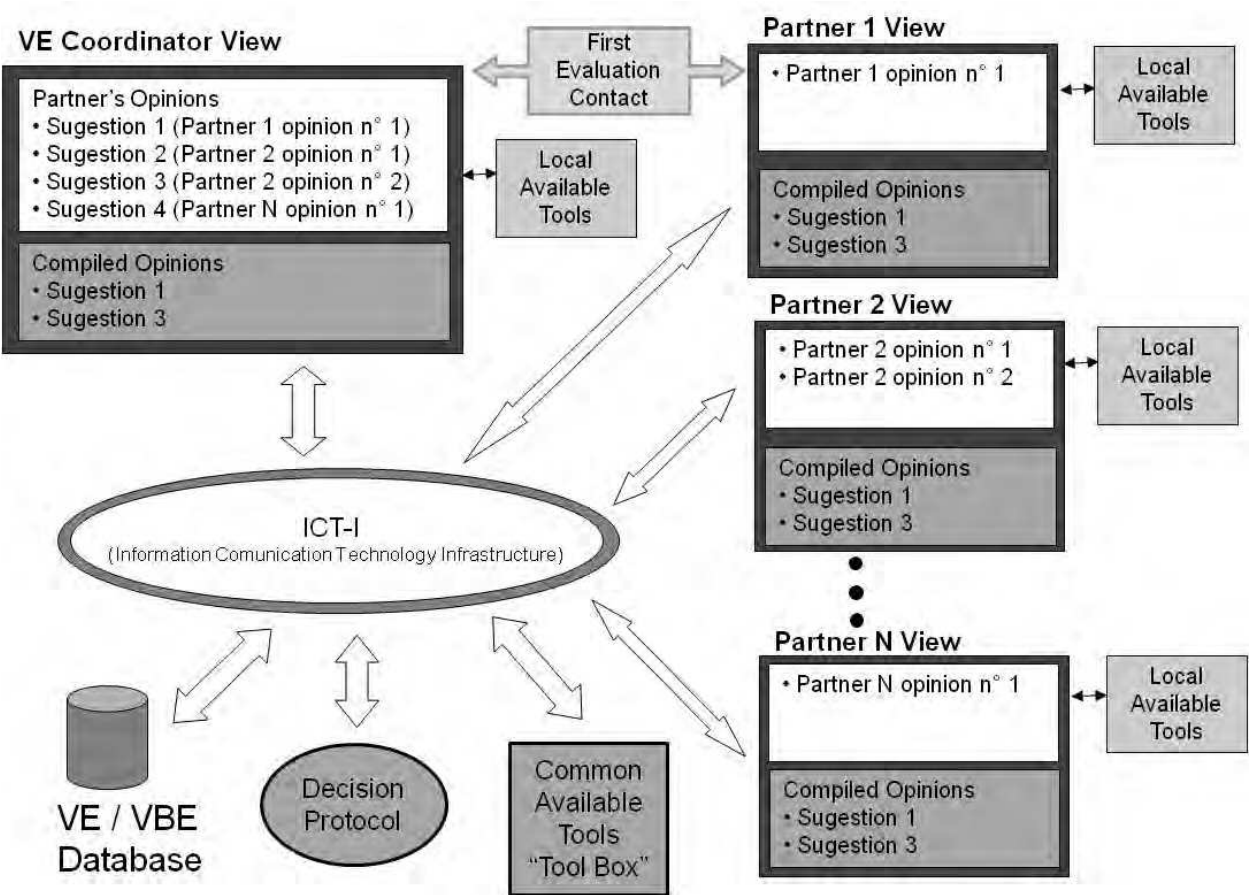 VE Coordinator View
Partner's Opinions
• Sugestion 1 (Partner 1 opinion n° 1)
• Sugestion 2 (Partner 2 opinion n° 1)
• Sugestion 3 (Partner 2 opinion n° 2)
• Sugestion 4 (Partner N opinion n° 1)
Compiled Opinions
• Sugestion 1
• Sugestion 3
First
Evaluation
Contact
Local
Available
Tools
Partner 1 View
• Partner 1 opinion n° 1
Compiled Opinions
• Sugestion 1
• Sugestion 3
Local
Available
Tools
Partner 2 View
• Partner 2 opinion n° 1
• Partner 2 opinion n° 2
Compiled Opinions
• Sugestion 1
• Sugestion 3
Local
Available
Tools
ICT-I
(Information Comunication Technology Infrastructure)
Partner N View
• Partner N opinion n° 1
Compiled Opinions
• Sugestion 1
• Sugestion 3
Local
Available
Tools
VE / VBE
Database
Decision
Protocol
Common
Available
Tools
“Tool Box”